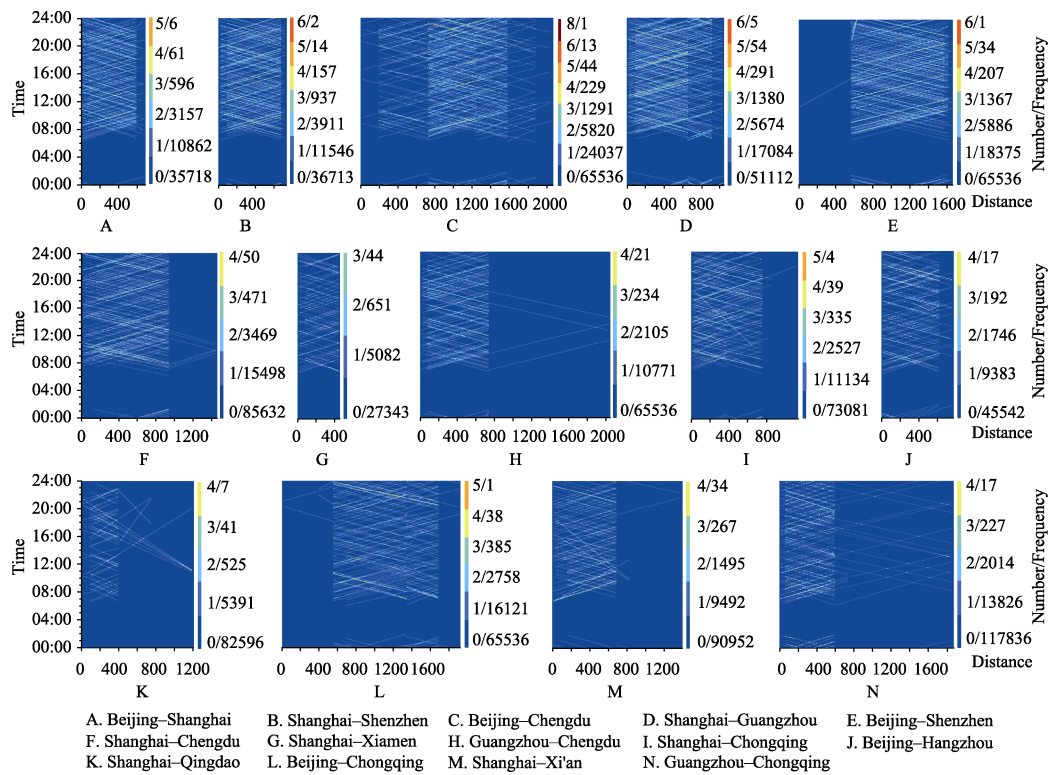 24:00 5/6 6/2 8/1 6/5 6/1
20:00 4/61 5/14 6/13 5/54 5/34
16:00 3/596 4/157 5/44 4/291 4/207
12:00 2/3157 3/937 4/229 3/1380 3/1367
08:00 1/10862 2/3911 3/1291 2/5674 2/5886
04:00 0/35718 1/11546 2/5820 1/17084 1/18375
00:00 0/36713 1/24037 0/51112 0/65536
0/65536
Time
Number/Frequency
0 400 0 400 0 400 800 1200 1600 2000 0 400 800 0 400 800 1200 1600 Distance
A B C D E
24:00 4/50 3/44 4/21 5/4 4/17
20:00 3/471 2/651 3/234 4/39 3/192
16:00 2/3469 1/5082 2/2105 3/335 2/1746
12:00 1/15498 0/27343 1/10771 2/2527 1/9383
08:00 0/85632 0/65536 1/11134 0/45542
04:00 0/73081
00:00
Time
Number/Frequency
0 400 800 1200 0 400 0 400 800 1200 1600 2000 0 400 800 0 400 Distance
F G H I J
24:00 4/7 5/1 4/34 4/17
20:00 3/41 4/38 3/267 3/227
16:00 2/525 3/385 2/1495 2/2014
12:00 1/5391 2/2758 1/9492 1/13826
08:00 0/82596 1/16121 0/90952 0/117836
04:00 0/65536
00:00
Time
Number/Frequency
0 400 800 1200 0 400 800 1200 1600 0 400 800 1200 0 400 800 1200 1600 Distance
K L M N
A. Beijing–Shanghai B. Shanghai–Shenzhen C. Beijing–Chengdu D. Shanghai–Guangzhou E. Beijing–Shenzhen
F. Shanghai–Chengdu G. Shanghai–Xiamen H. Guangzhou–Chengdu I. Shanghai–Chongqing J. Beijing–Hangzhou
K. Shanghai–Qingdao L. Beijing–Chongqing M. Shanghai–Xi'an N. Guangzhou–Chongqing